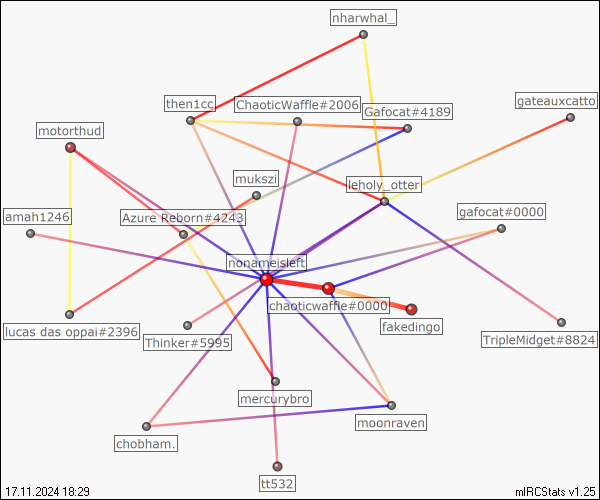 nharwhal_
then1cc
ChaoticWaffle#2006
Gafocat#4189
gateauxcatto
motorthud
mukszi
leholy_otter
amah1246
Azure Reborn#4243
gafocat#0000
nonameisleft
chaoticwaffle#0000
lucas das oppai#2396
Thinker#5995
fakedingo
TripleMidget#8824
mercurybro
moonraven
chobham.
tt532
17.11.2024 18:29
mIRCStats v1.25